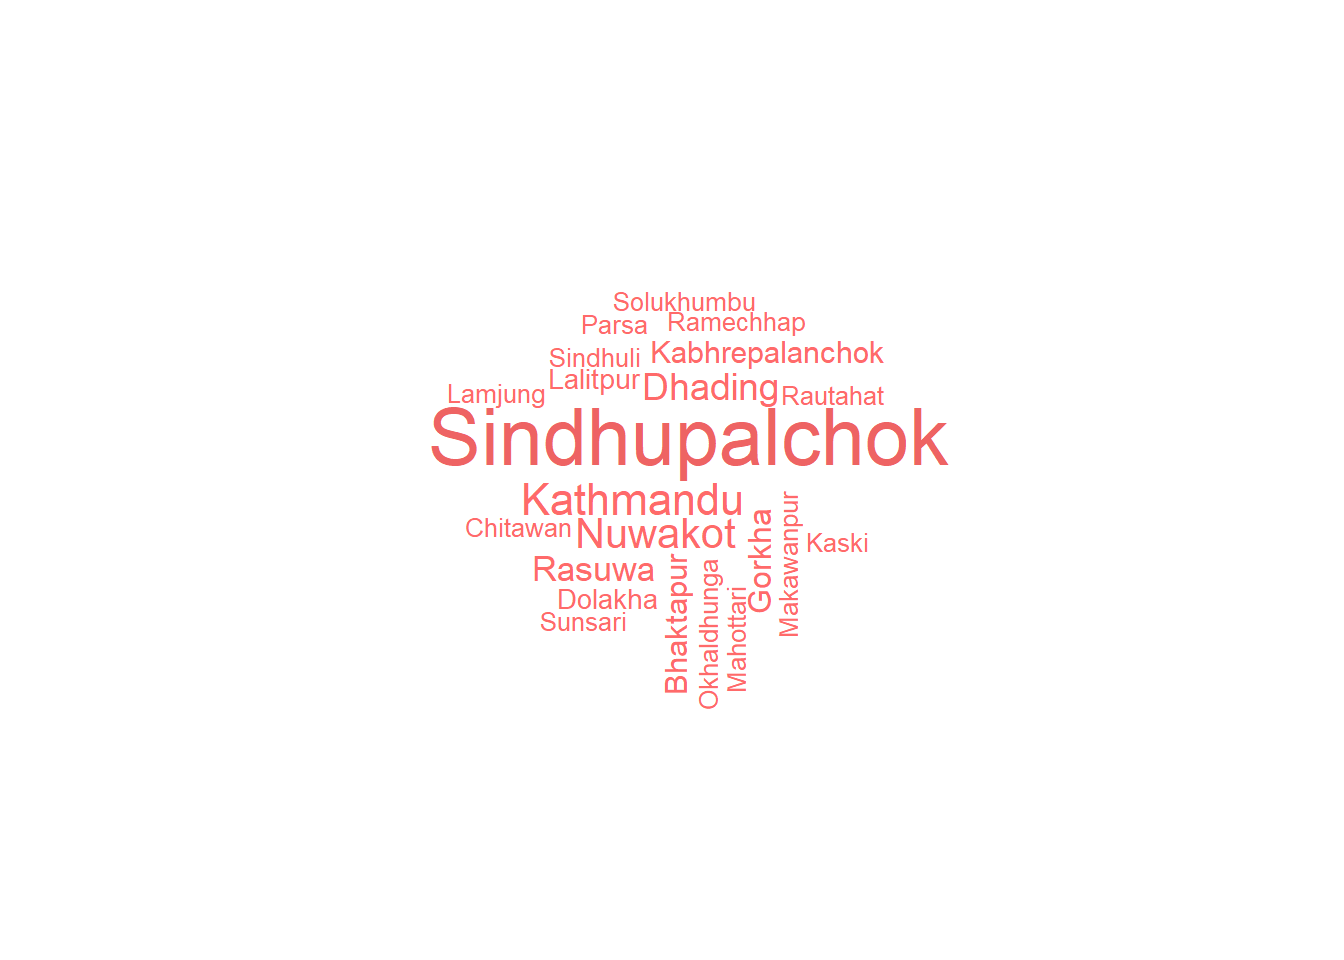 Solukhumbu
Parsa
Ramechhap
Sindhuli
Kabhrepalanchok
Lalitpur
Dhading
Lamjung
Rautahat
Sindhupalchok
Kathmandu
Chitawan
Nuwakot
Gorkha
Makawanpur
Kaski
Rasuwa
Dolakha
Sunsari
Bhaktapur
Okhaldhunga
Mahottari